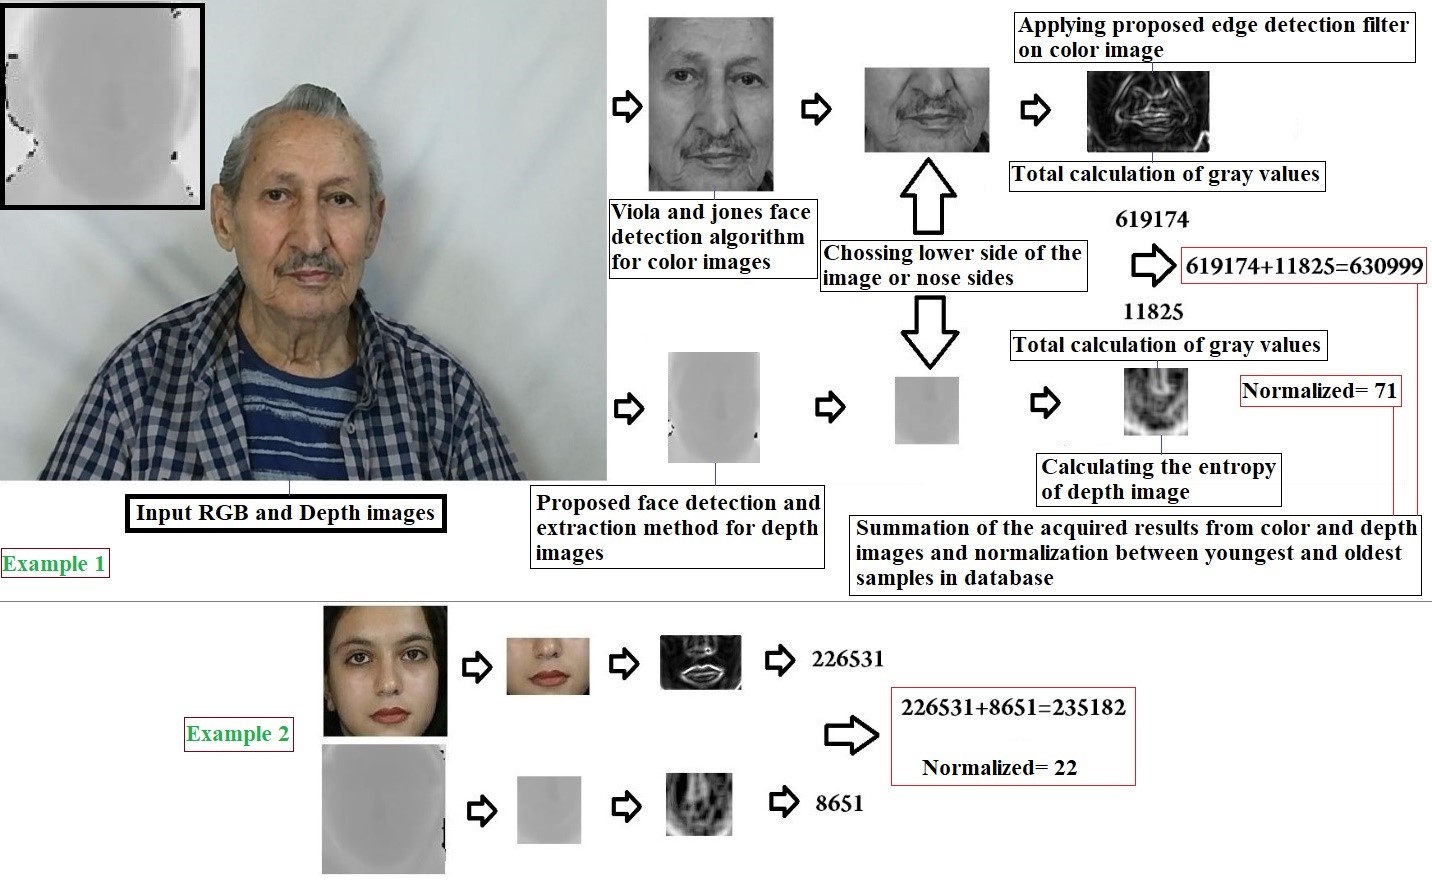 Applying proposed edge detection filter
on color image
Total calculation of gray values
Viola and jones face
detection algorithm
for color images
619174
Chossing lower side of the
image or nose sides
619174+11825=630999
11825
Total calculation of gray values
Normalized= 71
Calculating the entropy
of depth image
Input RGB and Depth images
Proposed face detection and
extraction method for depth
images
Summation of the acquired results from color and depth
images and normalization between youngest and oldest
samples in database
Example 1
226531
226531+8651=235182
Example 2
Normalized= 22
8651